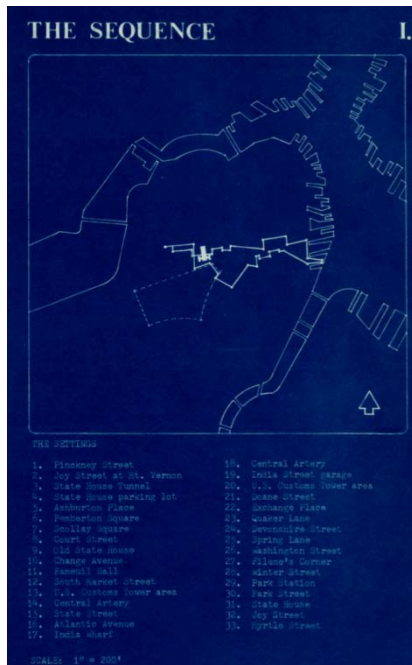 THE SEQUENCE I.
THE SETTINGS
1. Pinckney Street
2. Joy Street at Mt. Vernon
3. State House Tunnel
4. State House parking lot
5. Ashburton Place
6. Pemberton Square
7. Scollay Square
8. Court Street
9. Old State House
10. Change Avenue
11. Faneuil Hall
12. South Market Street
13. U.S. Customs Tower area
14. Central Artery
15. State Street
16. Atlantic Avenue
17. India Wharf
18. Central Artery
19. India Street garage
20. U.S. Customs Tower area
21. Doane Street
22. Exchange Place
23. Quaker Lane
24. Devonshire Street
25. Spring Lane
26. Washington Street
27. Filene's Corner
28. Winter Street
29. Park Station
30. Park Street
31. State House
32. Joy Street
33. Myrtle Street
SCALE: 1" = 200'